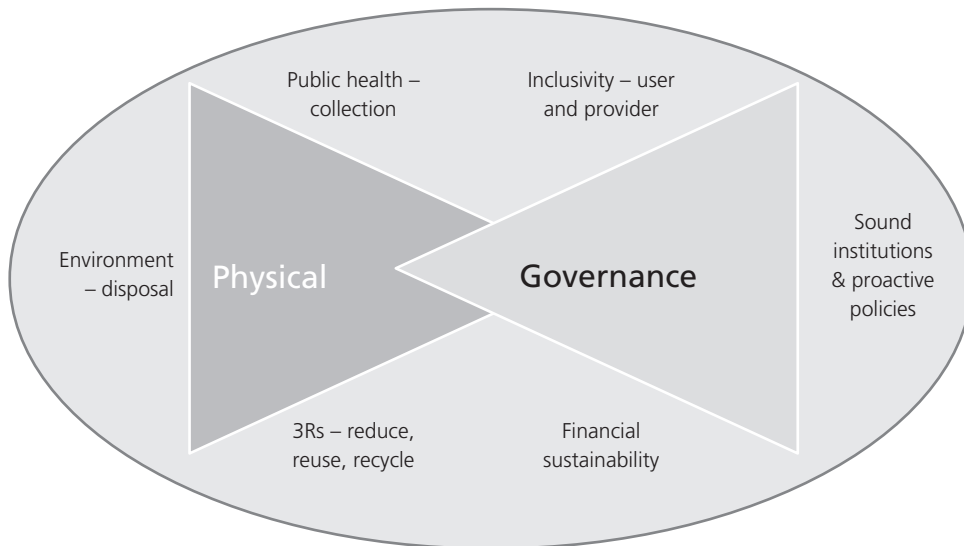 Public health –
collection
Inclusivity – user
and provider
Environment
– disposal
Physical
Governance
Sound
institutions
& proactive
policies
3Rs – reduce,
reuse, recycle
Financial
sustainability